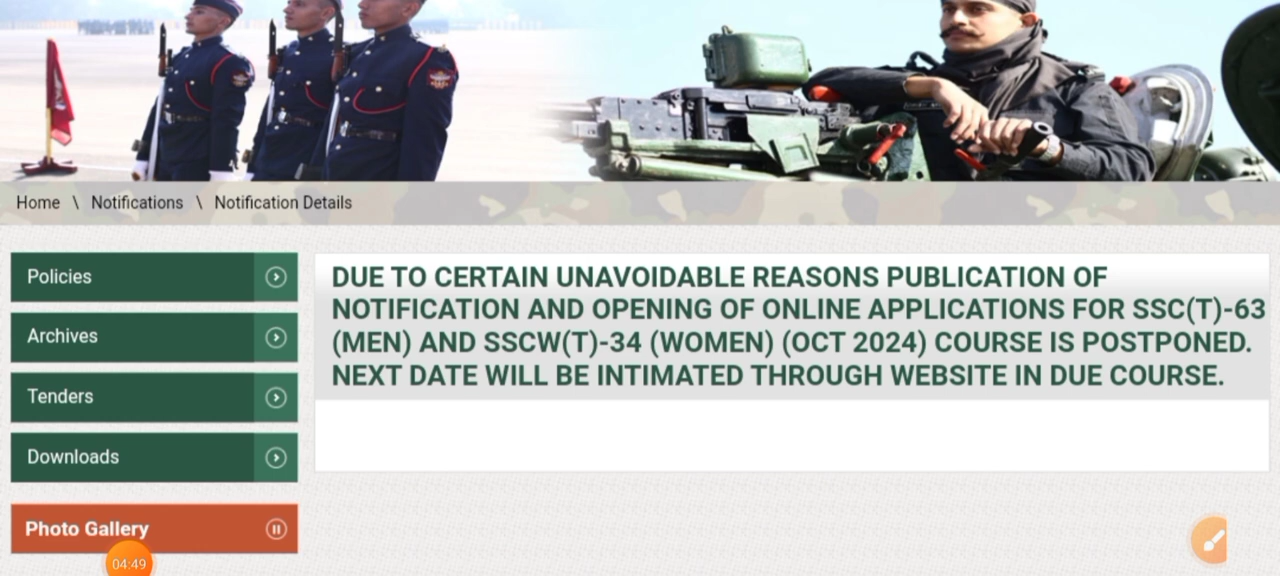 Home \ Notifications \ Notification Details
Policies
Archives
Tenders
Downloads
Photo Gallery
04:49
DUE TO CERTAIN UNAVOIDABLE REASONS PUBLICATION OF
NOTIFICATION AND OPENING OF ONLINE APPLICATIONS FOR SSC(T)-63
(MEN) AND SSCW(T)-34 (WOMEN) (OCT 2024) COURSE IS POSTPONED.
NEXT DATE WILL BE INTIMATED THROUGH WEBSITE IN DUE COURSE.